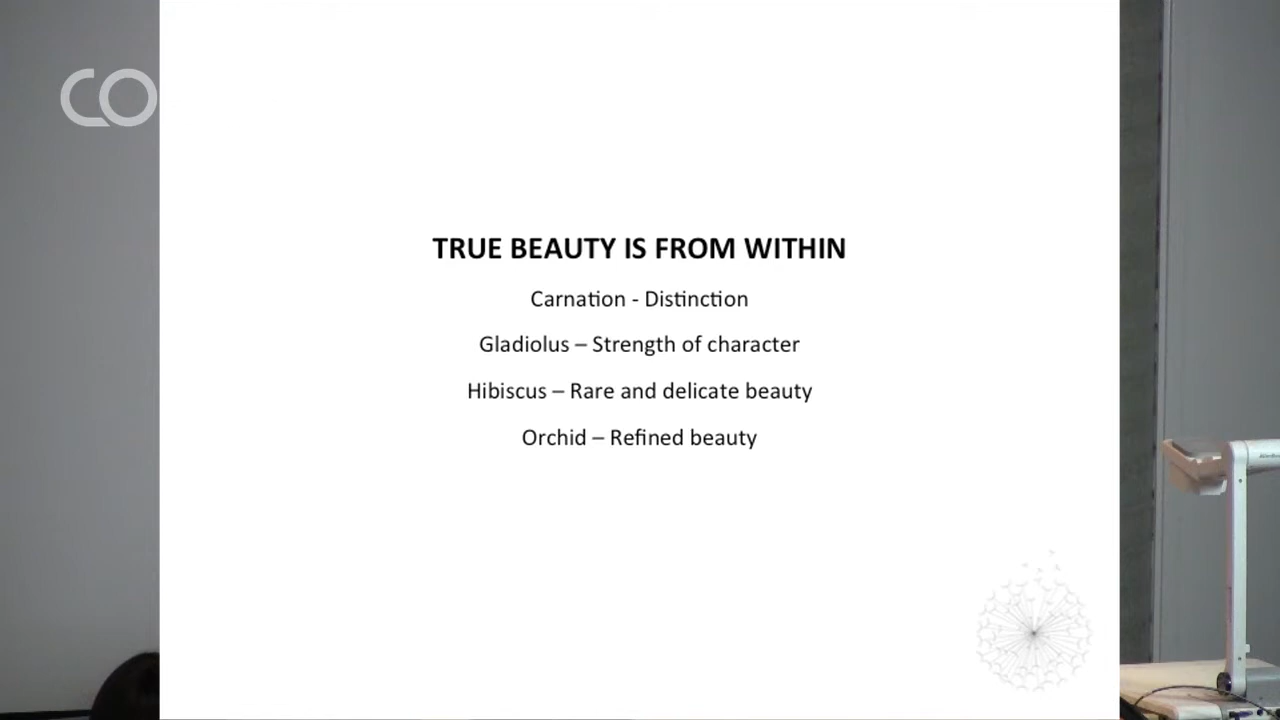 CO
TRUE BEAUTY IS FROM WITHIN
Carnation - Distinction
Gladiolus – Strength of character
Hibiscus – Rare and delicate beauty
Orchid – Refined beauty